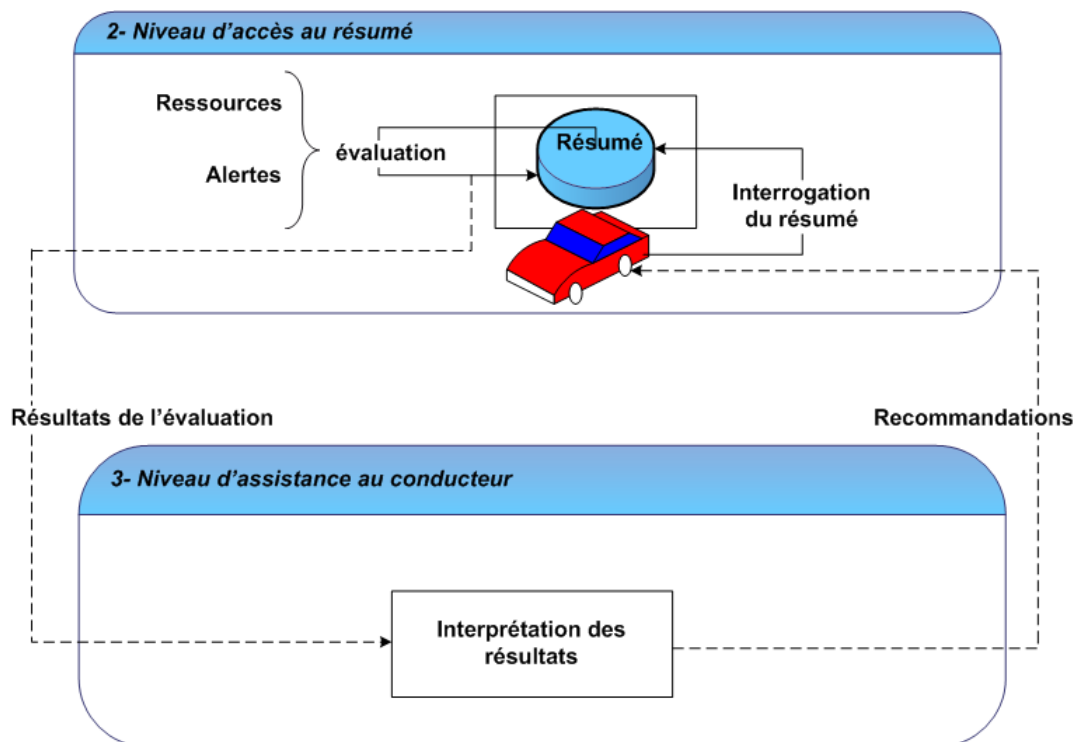 2- Niveau d’accès au résumé
Ressources
Alertes
évaluation
Résumé
Interrogation
du résumé
Résultats de l’évaluation
Recommandations
3- Niveau d’assistance au conducteur
Interprétation des
résultats